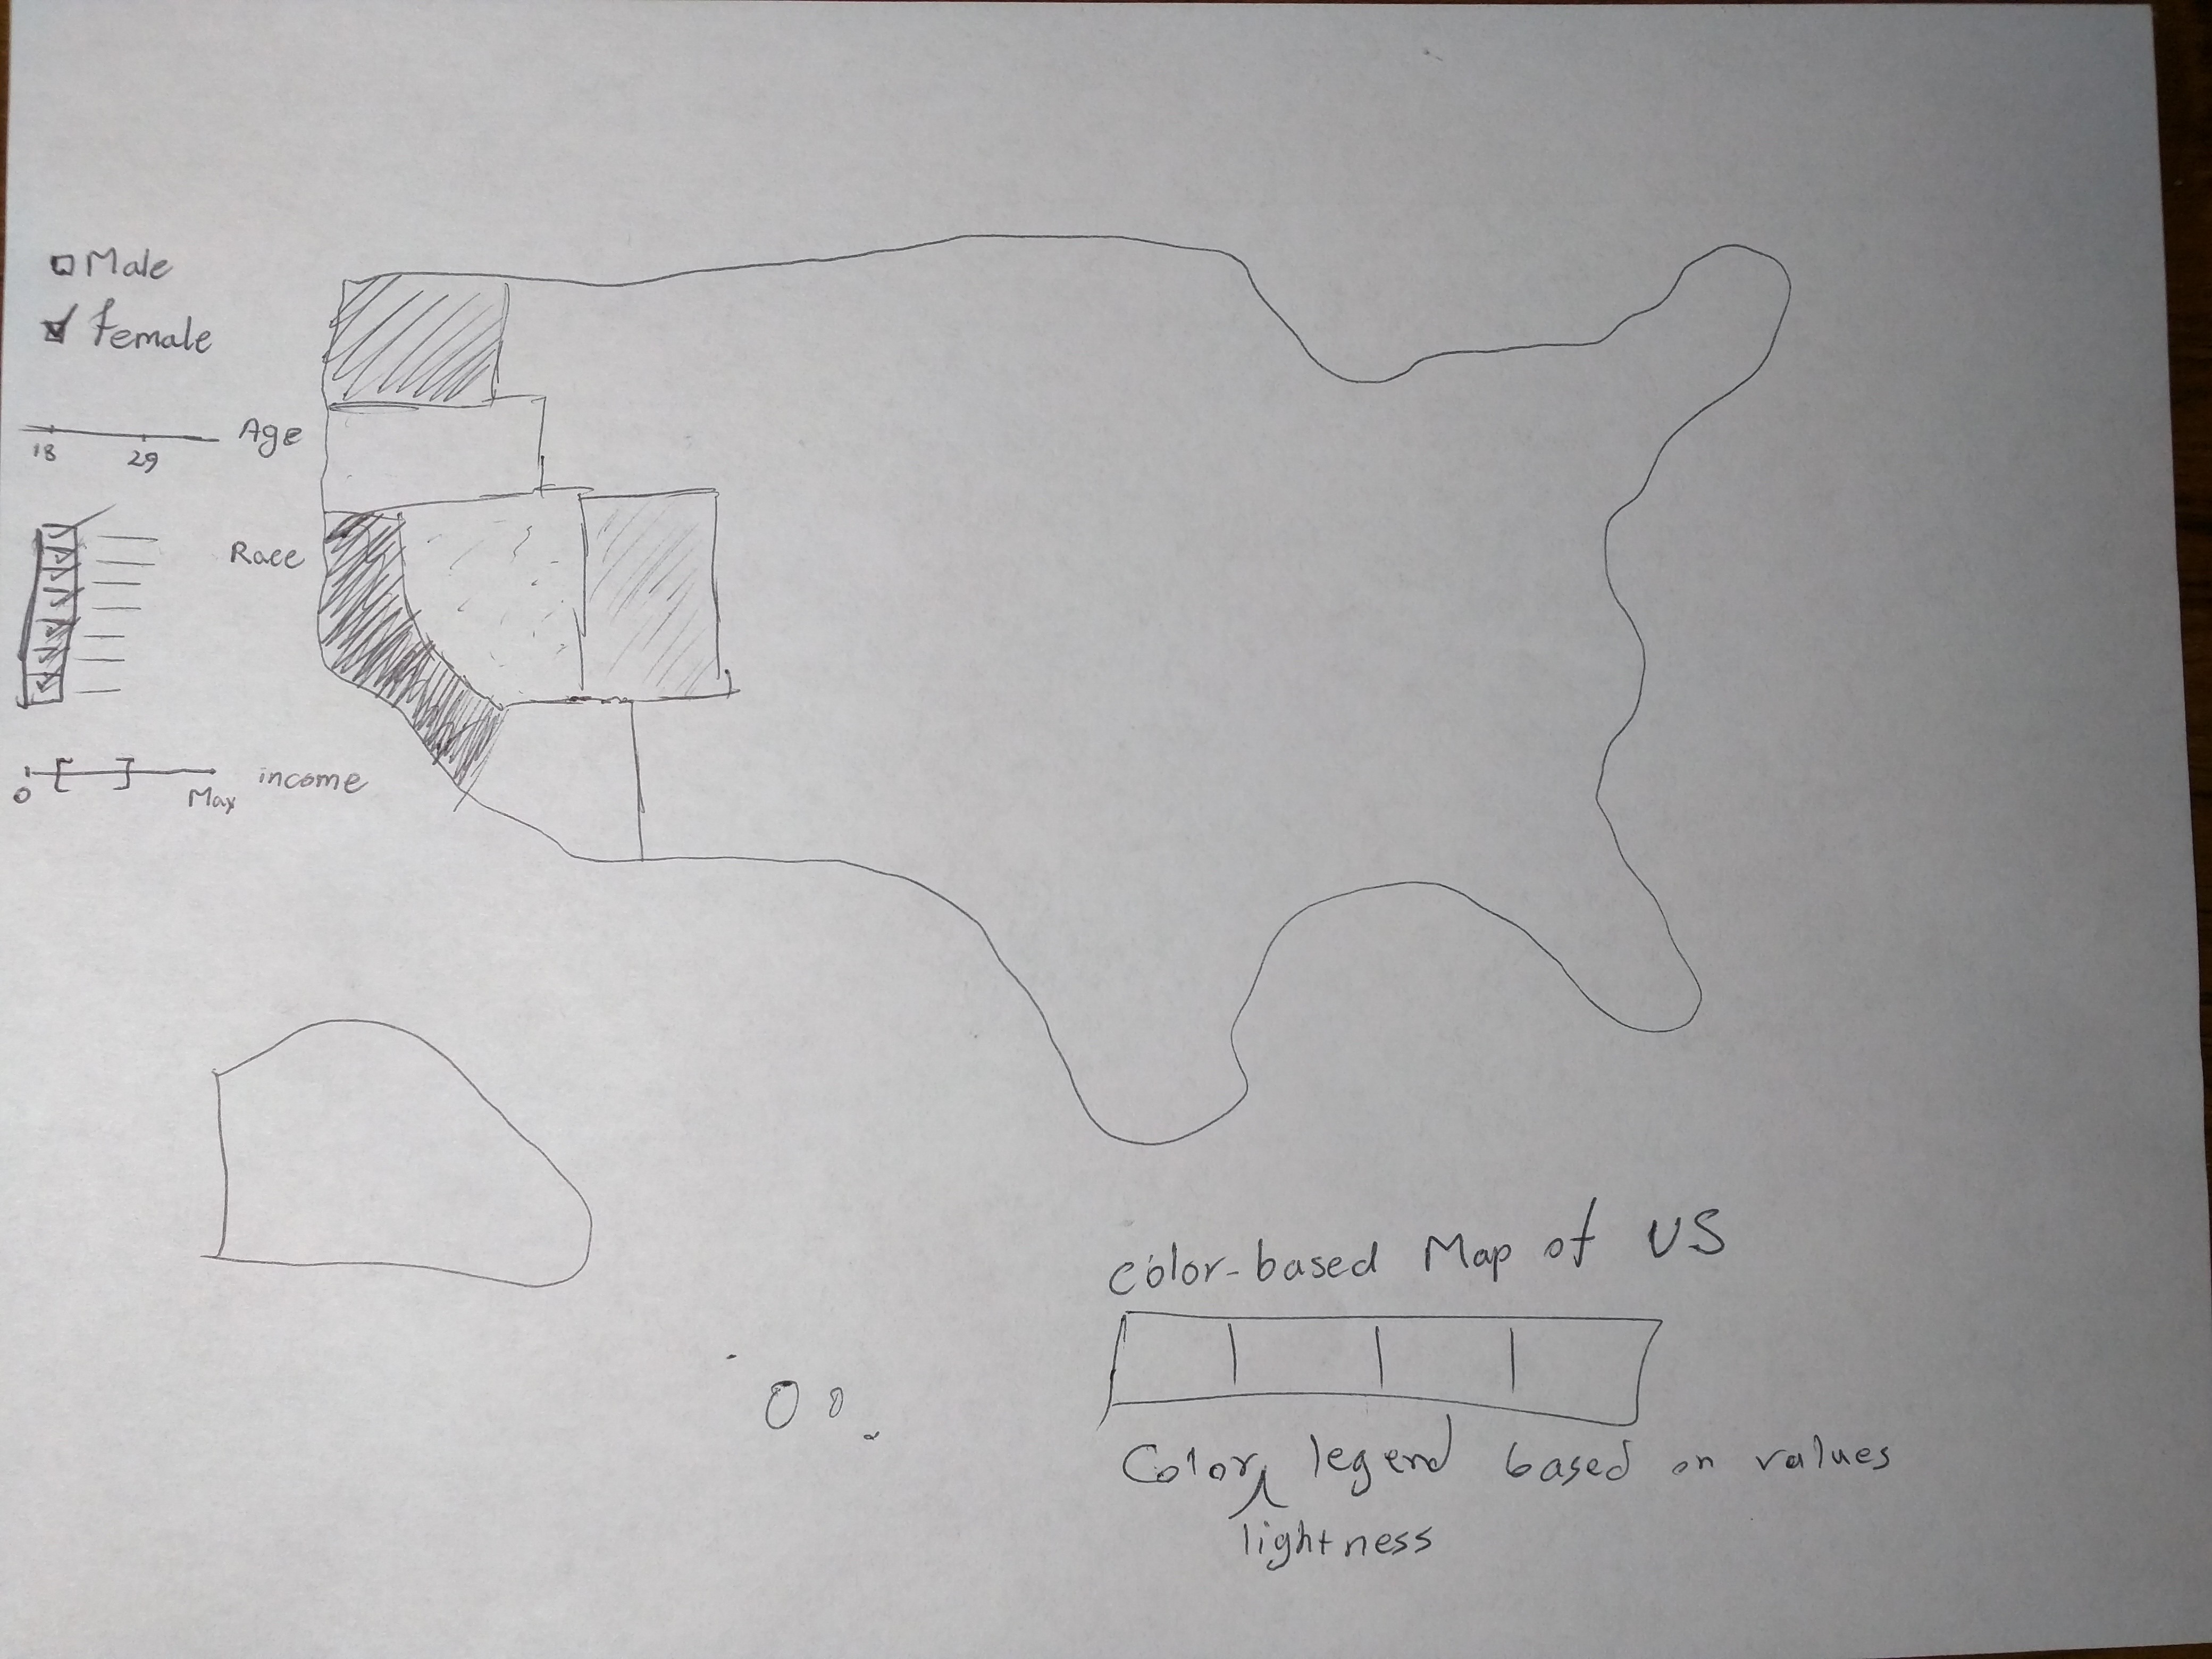 Male
Female
Age
18 29
Race
income
0 Max
color-based Map of US
Color legend based on values
lightness